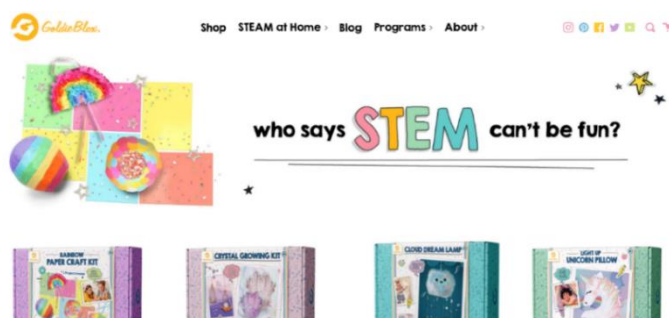 GoldieBlox.
Shop STEAM at Home › Blog Programs › About ›
who says STEM can't be fun?
RAINBOW
PAPER CRAFT KIT
CRYSTAL GROWING KIT
CLOUD DREAM LAMP
LIGHT UP
UNICORN PILLOW